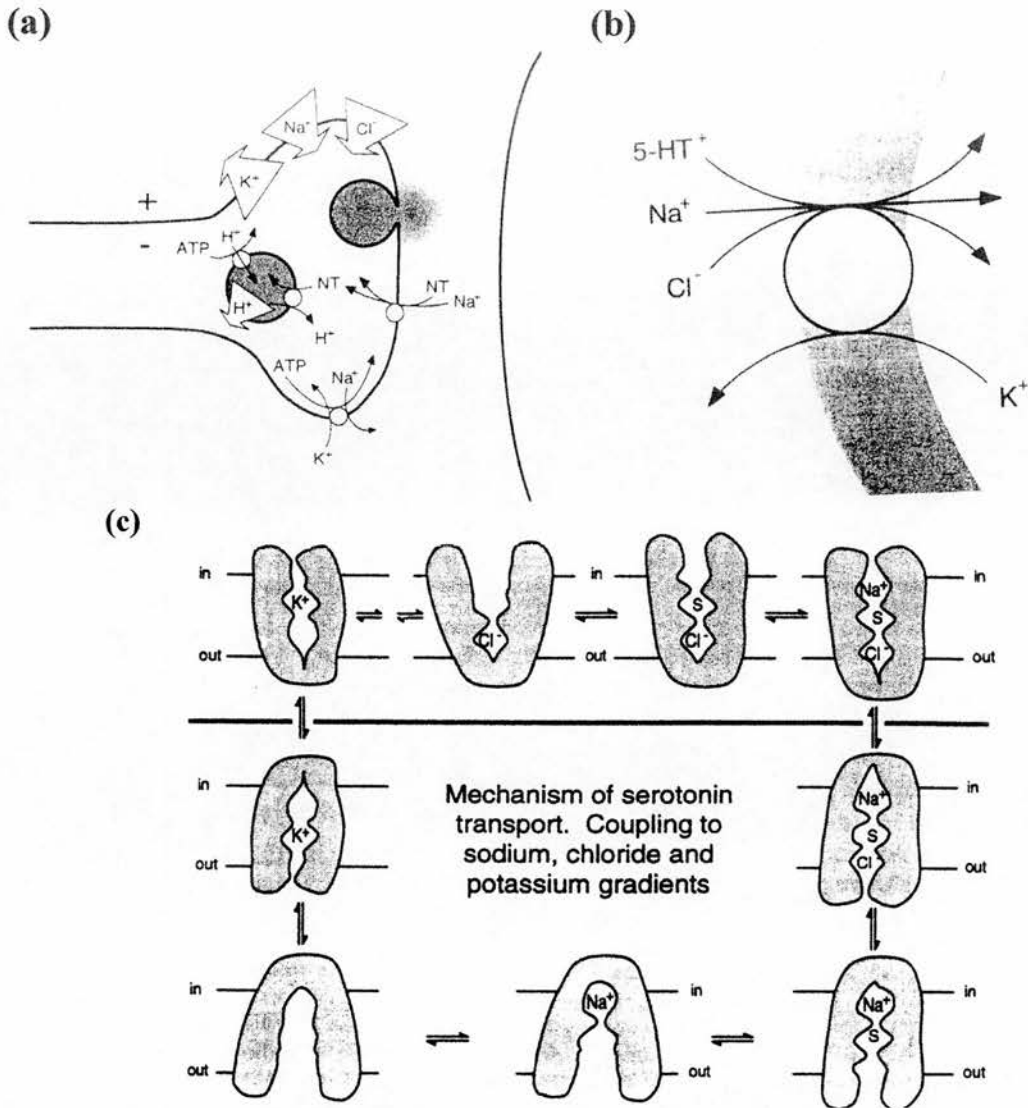 (a)
(b)
Na⁺
Cl⁻
K⁺
+
-
ATP
H⁺
NT
NT
Na⁺
H⁺
H⁺
ATP
Na⁺
K⁺
5-HT⁺
Na⁺
Cl⁻
K⁺
(c)
in
in
in
K⁺
S
Na⁺
S
Cl⁻
Cl⁻
Cl⁻
out
out
out
in
in
Mechanism of serotonin
Na⁺
transport. Coupling to
K⁺
S
out
sodium, chloride and
Cl
out
potassium gradients
in
Na⁺
in
Na⁺
in
S
out
out
out